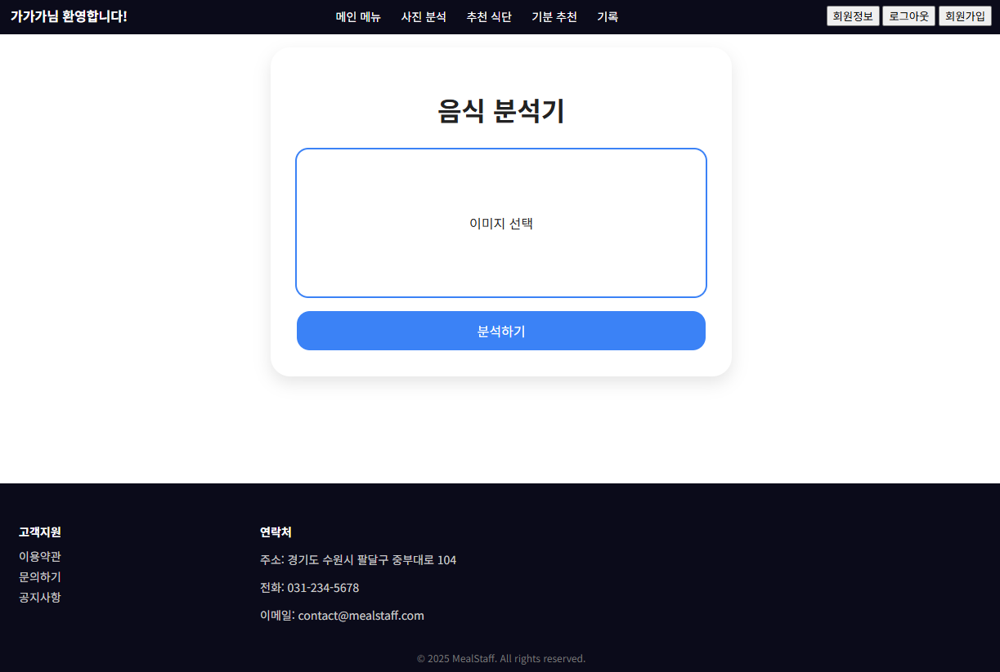 가가가님 환영합니다! 메인 메뉴 사진 분석 추천 식단 기분 추천 기록 회원정보 로그아웃 회원가입
음식 분석기
이미지 선택
분석하기
고객지원
이용약관
문의하기
공지사항
연락처
주소: 경기도 수원시 팔달구 중부대로 104
전화: 031-234-5678
이메일: contact@mealstaff.com
© 2025 MealStaff. All rights reserved.